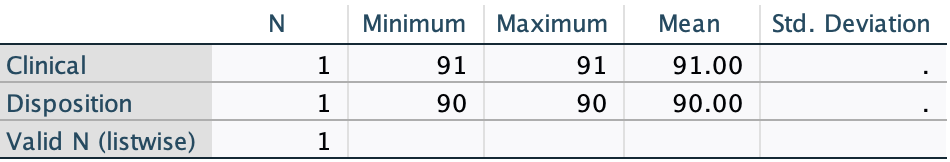 N Minimum Maximum Mean Std. Deviation
Clinical 1 91 91 91.00 .
Disposition 1 90 90 90.00 .
Valid N (listwise) 1